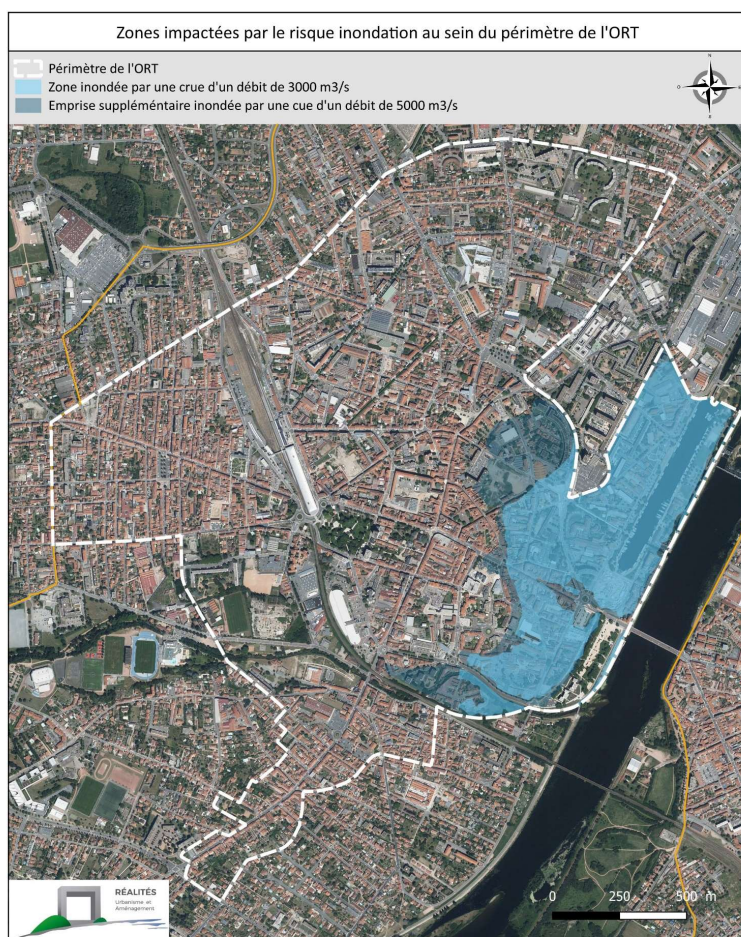 Zones impactées par le risque inondation au sein du périmètre de l'ORT
Périmètre de l'ORT
Zone inondée par une crue d'un débit de 3000 m3/s
Emprise suppléméntaire inondée par une cue d'un débit de 5000 m3/s
N
O
E
S
RÉALITÉS
Urbanisme et
Aménagement
0 250 500 m